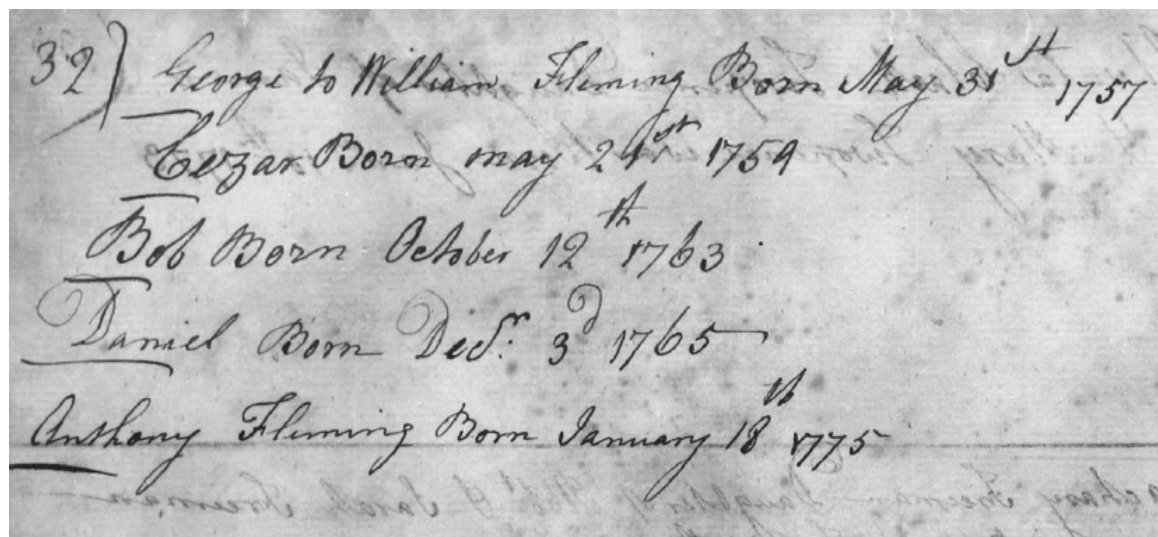 32) George to William Fleming Born May 31st 1757
Cezar Born may 21st 1759
Bob Born October 12th 1763
Daniel Born Decr. 3d 1765
Anthony Fleming Born January 18th 1775